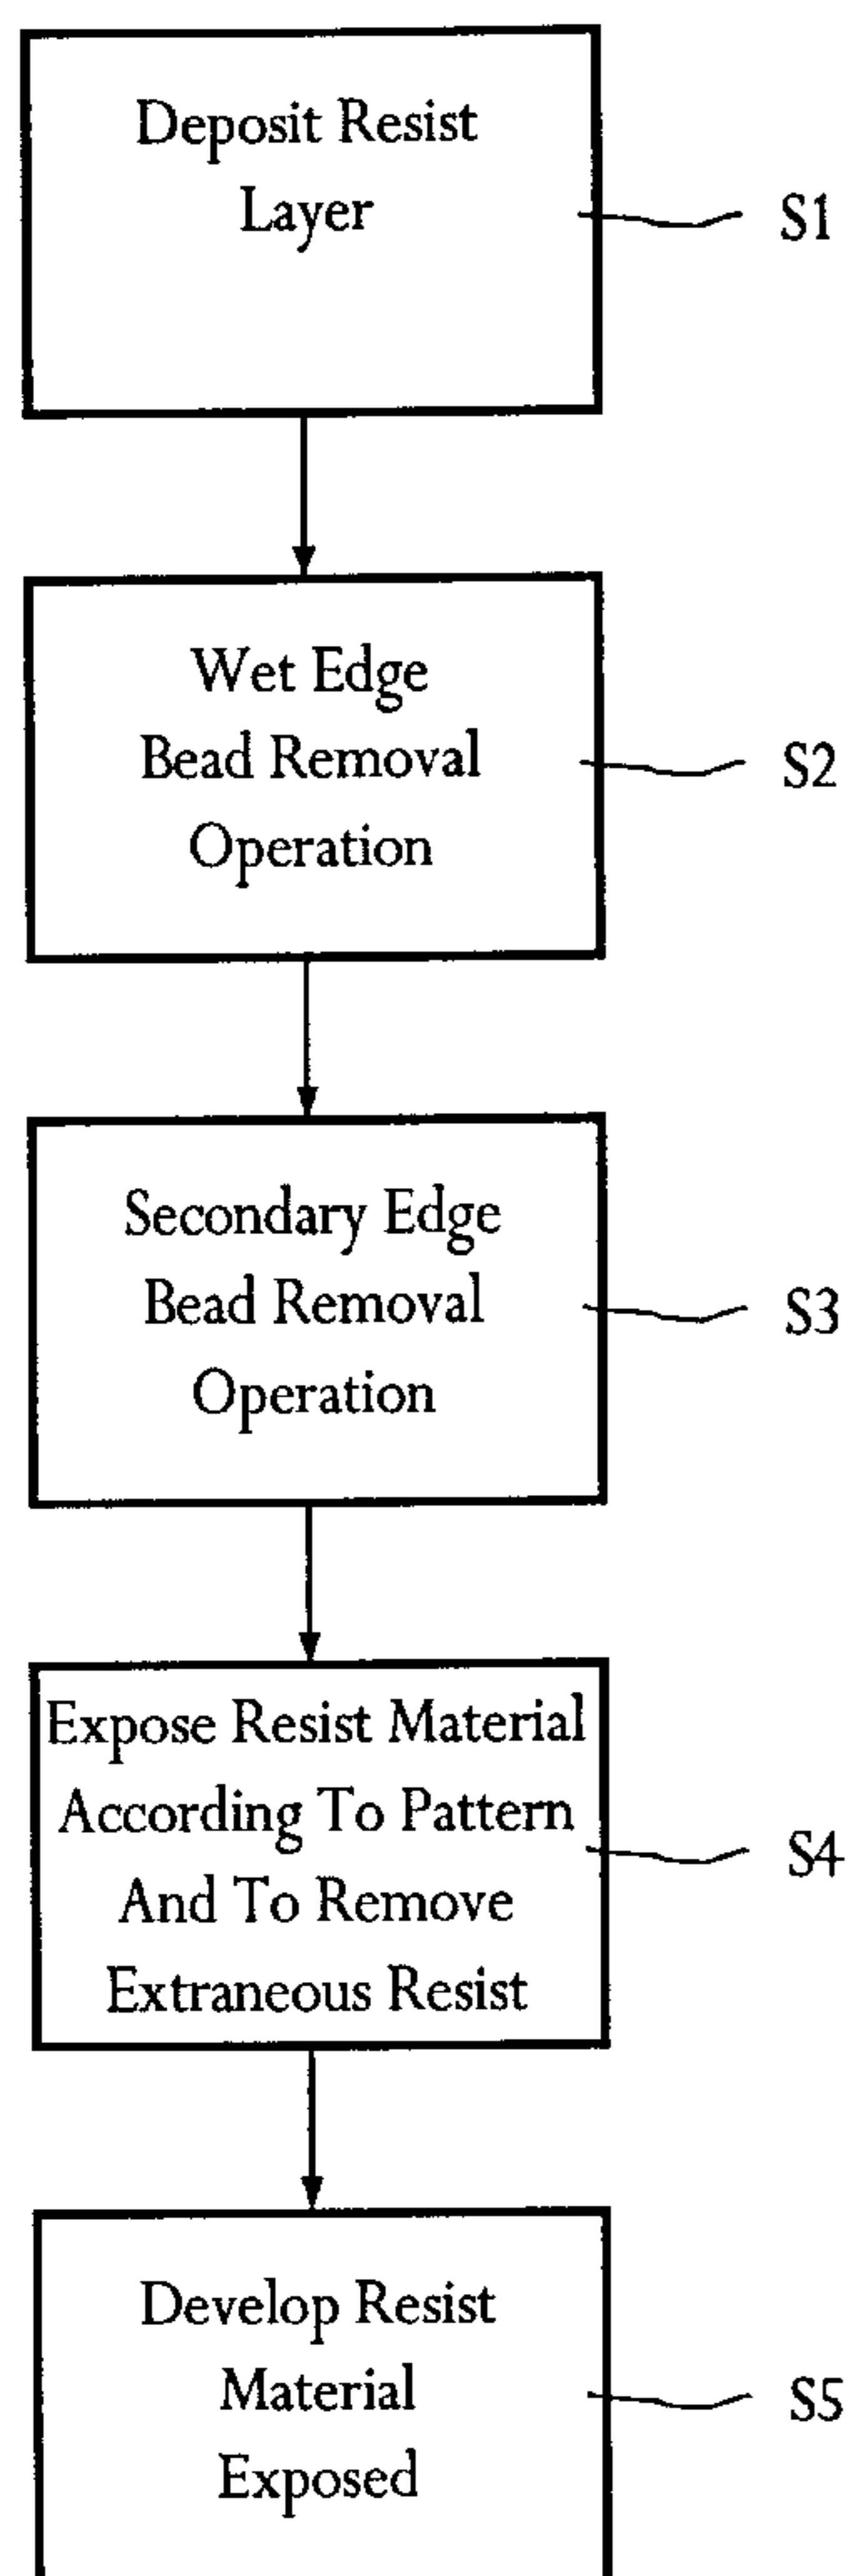 Deposit Resist
Layer
S1
Wet Edge
Bead Removal
Operation
S2
Secondary Edge
Bead Removal
Operation
S3
Expose Resist Material
According To Pattern
And To Remove
Extraneous Resist
S4
Develop Resist
Material
Exposed
S5